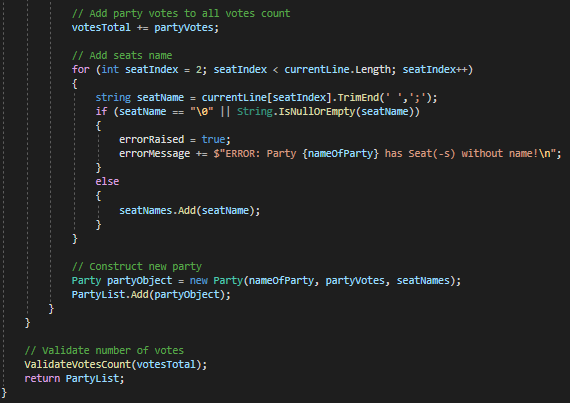 // Add party votes to all votes count
votesTotal += partyVotes;
// Add seats name
for (int seatIndex = 2; seatIndex < currentLine.Length; seatIndex++)
{
string seatName = currentLine[seatIndex].TrimEnd(' ',';');
if (seatName == "\0" || String.IsNullOrEmpty(seatName))
{
errorRaised = true;
errorMessage += $"ERROR: Party {nameOfParty} has Seat(-s) without name!\n";
}
else
{
seatNames.Add(seatName);
}
}
// Construct new party
Party partyObject = new Party(nameOfParty, partyVotes, seatNames);
PartyList.Add(partyObject);
}
}
// Validate number of votes
ValidateVotesCount(votesTotal);
return PartyList;
}